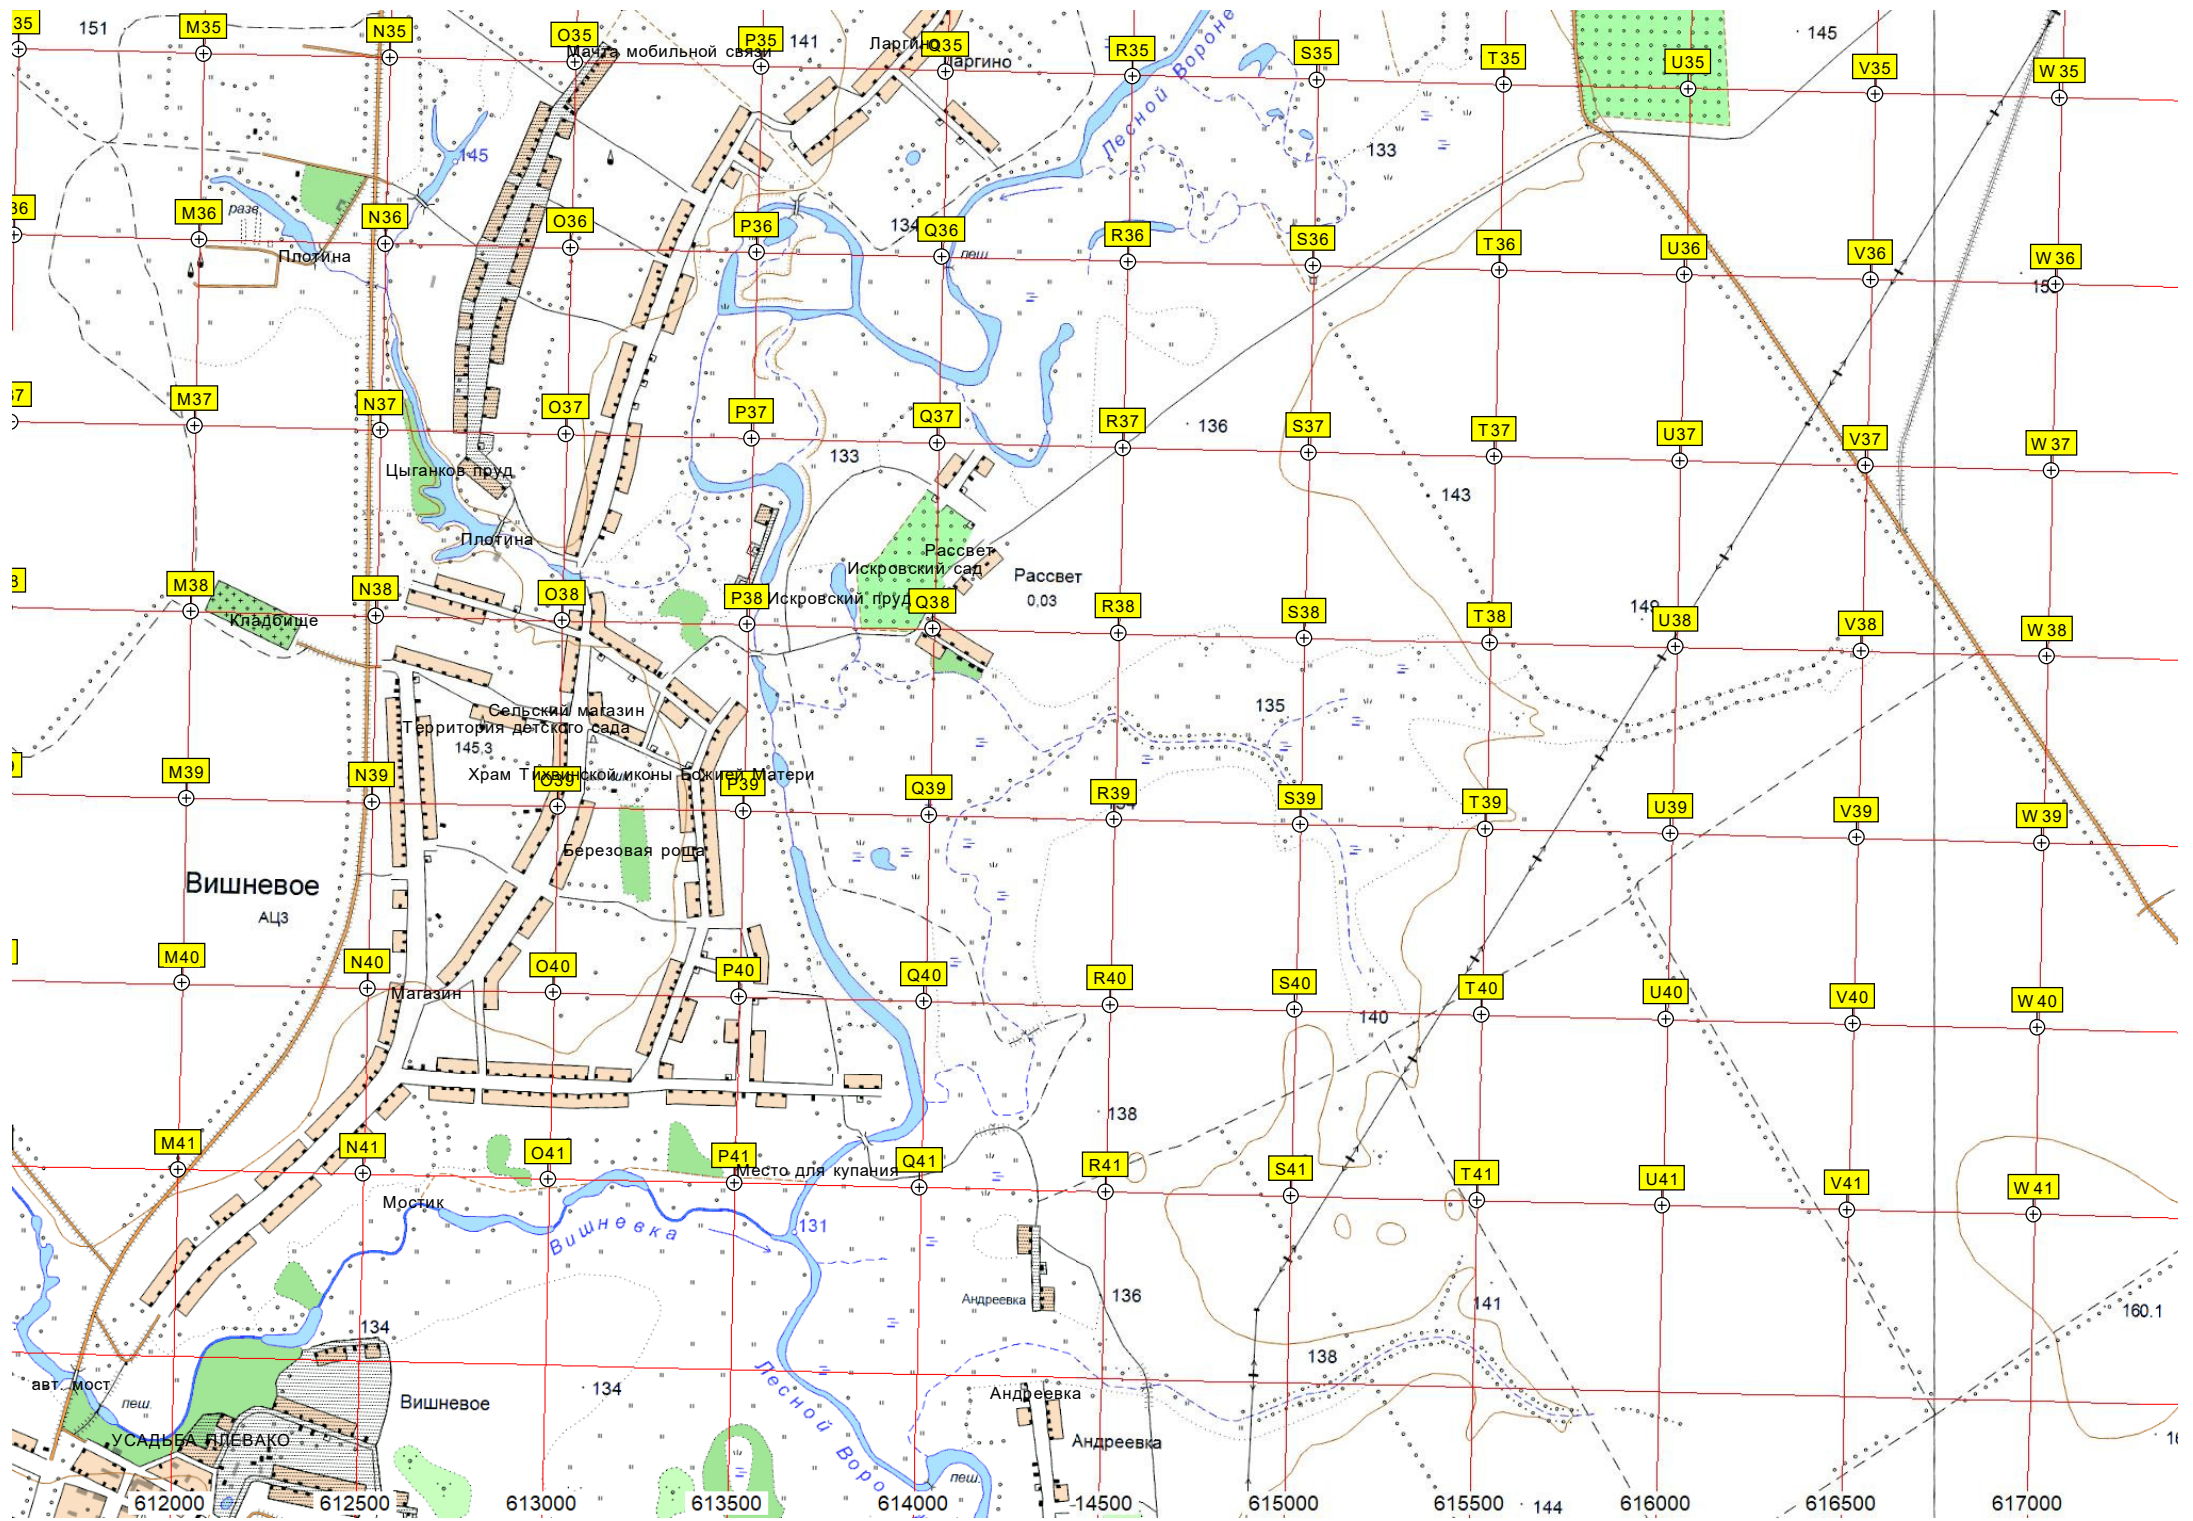 35
M35
N35
O35
P35
Q35
R35
S35
T35
U35
V35
W35
151
Мачта мобильной связи
141
Ларгино
Ларгино
Лесной Вороне
145
133
145
36
M36
N36
O36
P36
Q36
R36
S36
T36
U36
V36
W36
разв.
Плотина
134
пеш.
37
M37
N37
O37
P37
Q37
R37
S37
T37
U37
V37
W37
136
133
143
Цыганков пруд
Плотина
Рассвет
Искровский сад
Рассвет
0,03
8
M38
N38
O38
P38
Искровский пруд
Q38
R38
S38
T38
149
U38
V38
W38
Кладбище
Сельский магазин
Территория детского сада
145,3
135
Храм Тихвинской иконы Божией Матери
M39
N39
O39
P39
Q39
R39
S39
T39
U39
V39
W39
Березовая роща
Вишневое
АЦЗ
M40
N40
O40
P40
Q40
R40
S40
T40
U40
V40
W40
Магазин
140
138
M41
N41
O41
P41
Q41
R41
S41
T41
U41
V41
W41
Место для купания
Мостик
Вишневка
131
Андреевка
136
141
160.1
134
138
авт. мост
пеш.
Вишневое
134
Лесной Воро
Андреевка
УСАДЬБА ПЛЕВАКО
Андреевка
пеш.
612000
612500
613000
613500
614000
14500
615000
615500
144
616000
616500
617000